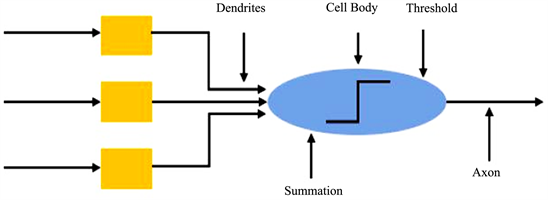 Dendrites
Cell Body
Threshold
Summation
Axon